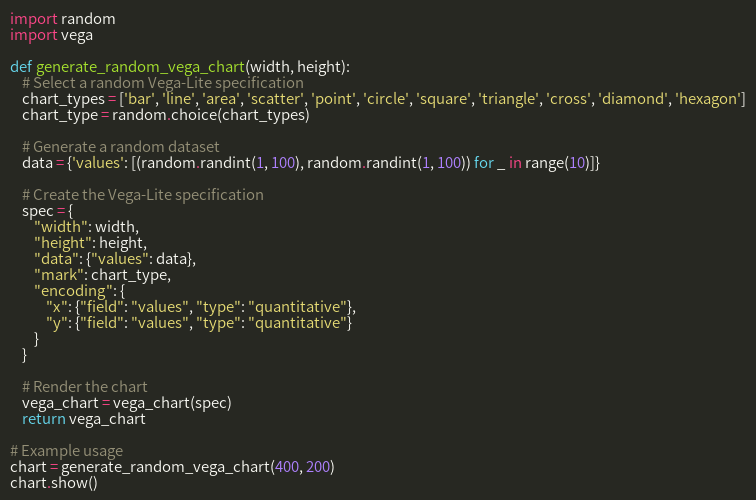 import random
import vega

def generate_random_vega_chart(width, height):
    # Select a random Vega-Lite specification
    chart_types = ['bar', 'line', 'area', 'scatter', 'point', 'circle', 'square', 'triangle', 'cross', 'diamond', 'hexagon']
    chart_type = random.choice(chart_types)

    # Generate a random dataset
    data = {'values': [(random.randint(1, 100), random.randint(1, 100)) for _ in range(10)]}

    # Create the Vega-Lite specification
    spec = {
        "width": width,
        "height": height,
        "data": {"values": data},
        "mark": chart_type,
        "encoding": {
            "x": {"field": "values", "type": "quantitative"},
            "y": {"field": "values", "type": "quantitative"}
        }
    }

    # Render the chart
    vega_chart = vega_chart(spec)
    return vega_chart

# Example usage
chart = generate_random_vega_chart(400, 200)
chart.show()